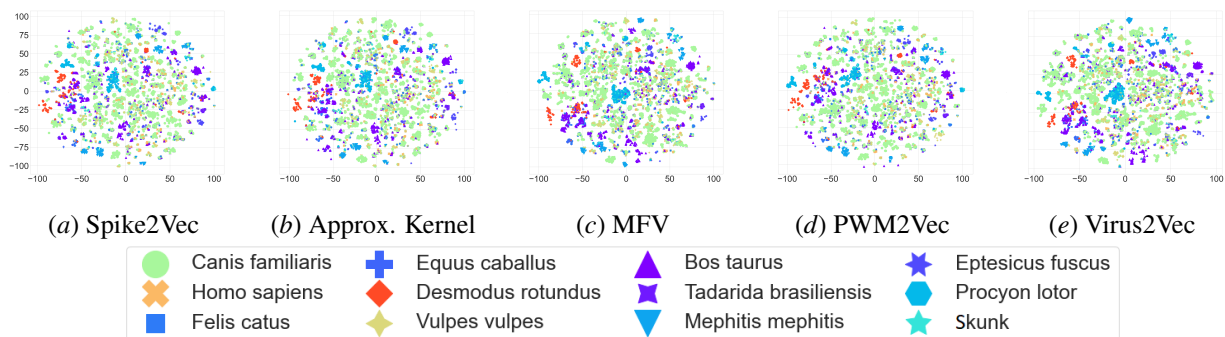 100
75
50
25
0
−25
−50
−75
−100
−100 −50 0 50 100
−100 −50 0 50 100
−100 −50 0 50 100
−100 −50 0 50 100
−100 −50 0 50 100
(a) Spike2Vec (b) Approx. Kernel (c) MFV (d) PWM2Vec (e) Virus2Vec
Canis familiaris Equus caballus Bos taurus Eptesicus fuscus
Homo sapiens Desmodus rotundus Tadarida brasiliensis Procyon lotor
Felis catus Vulpes vulpes Mephitis mephitis Skunk